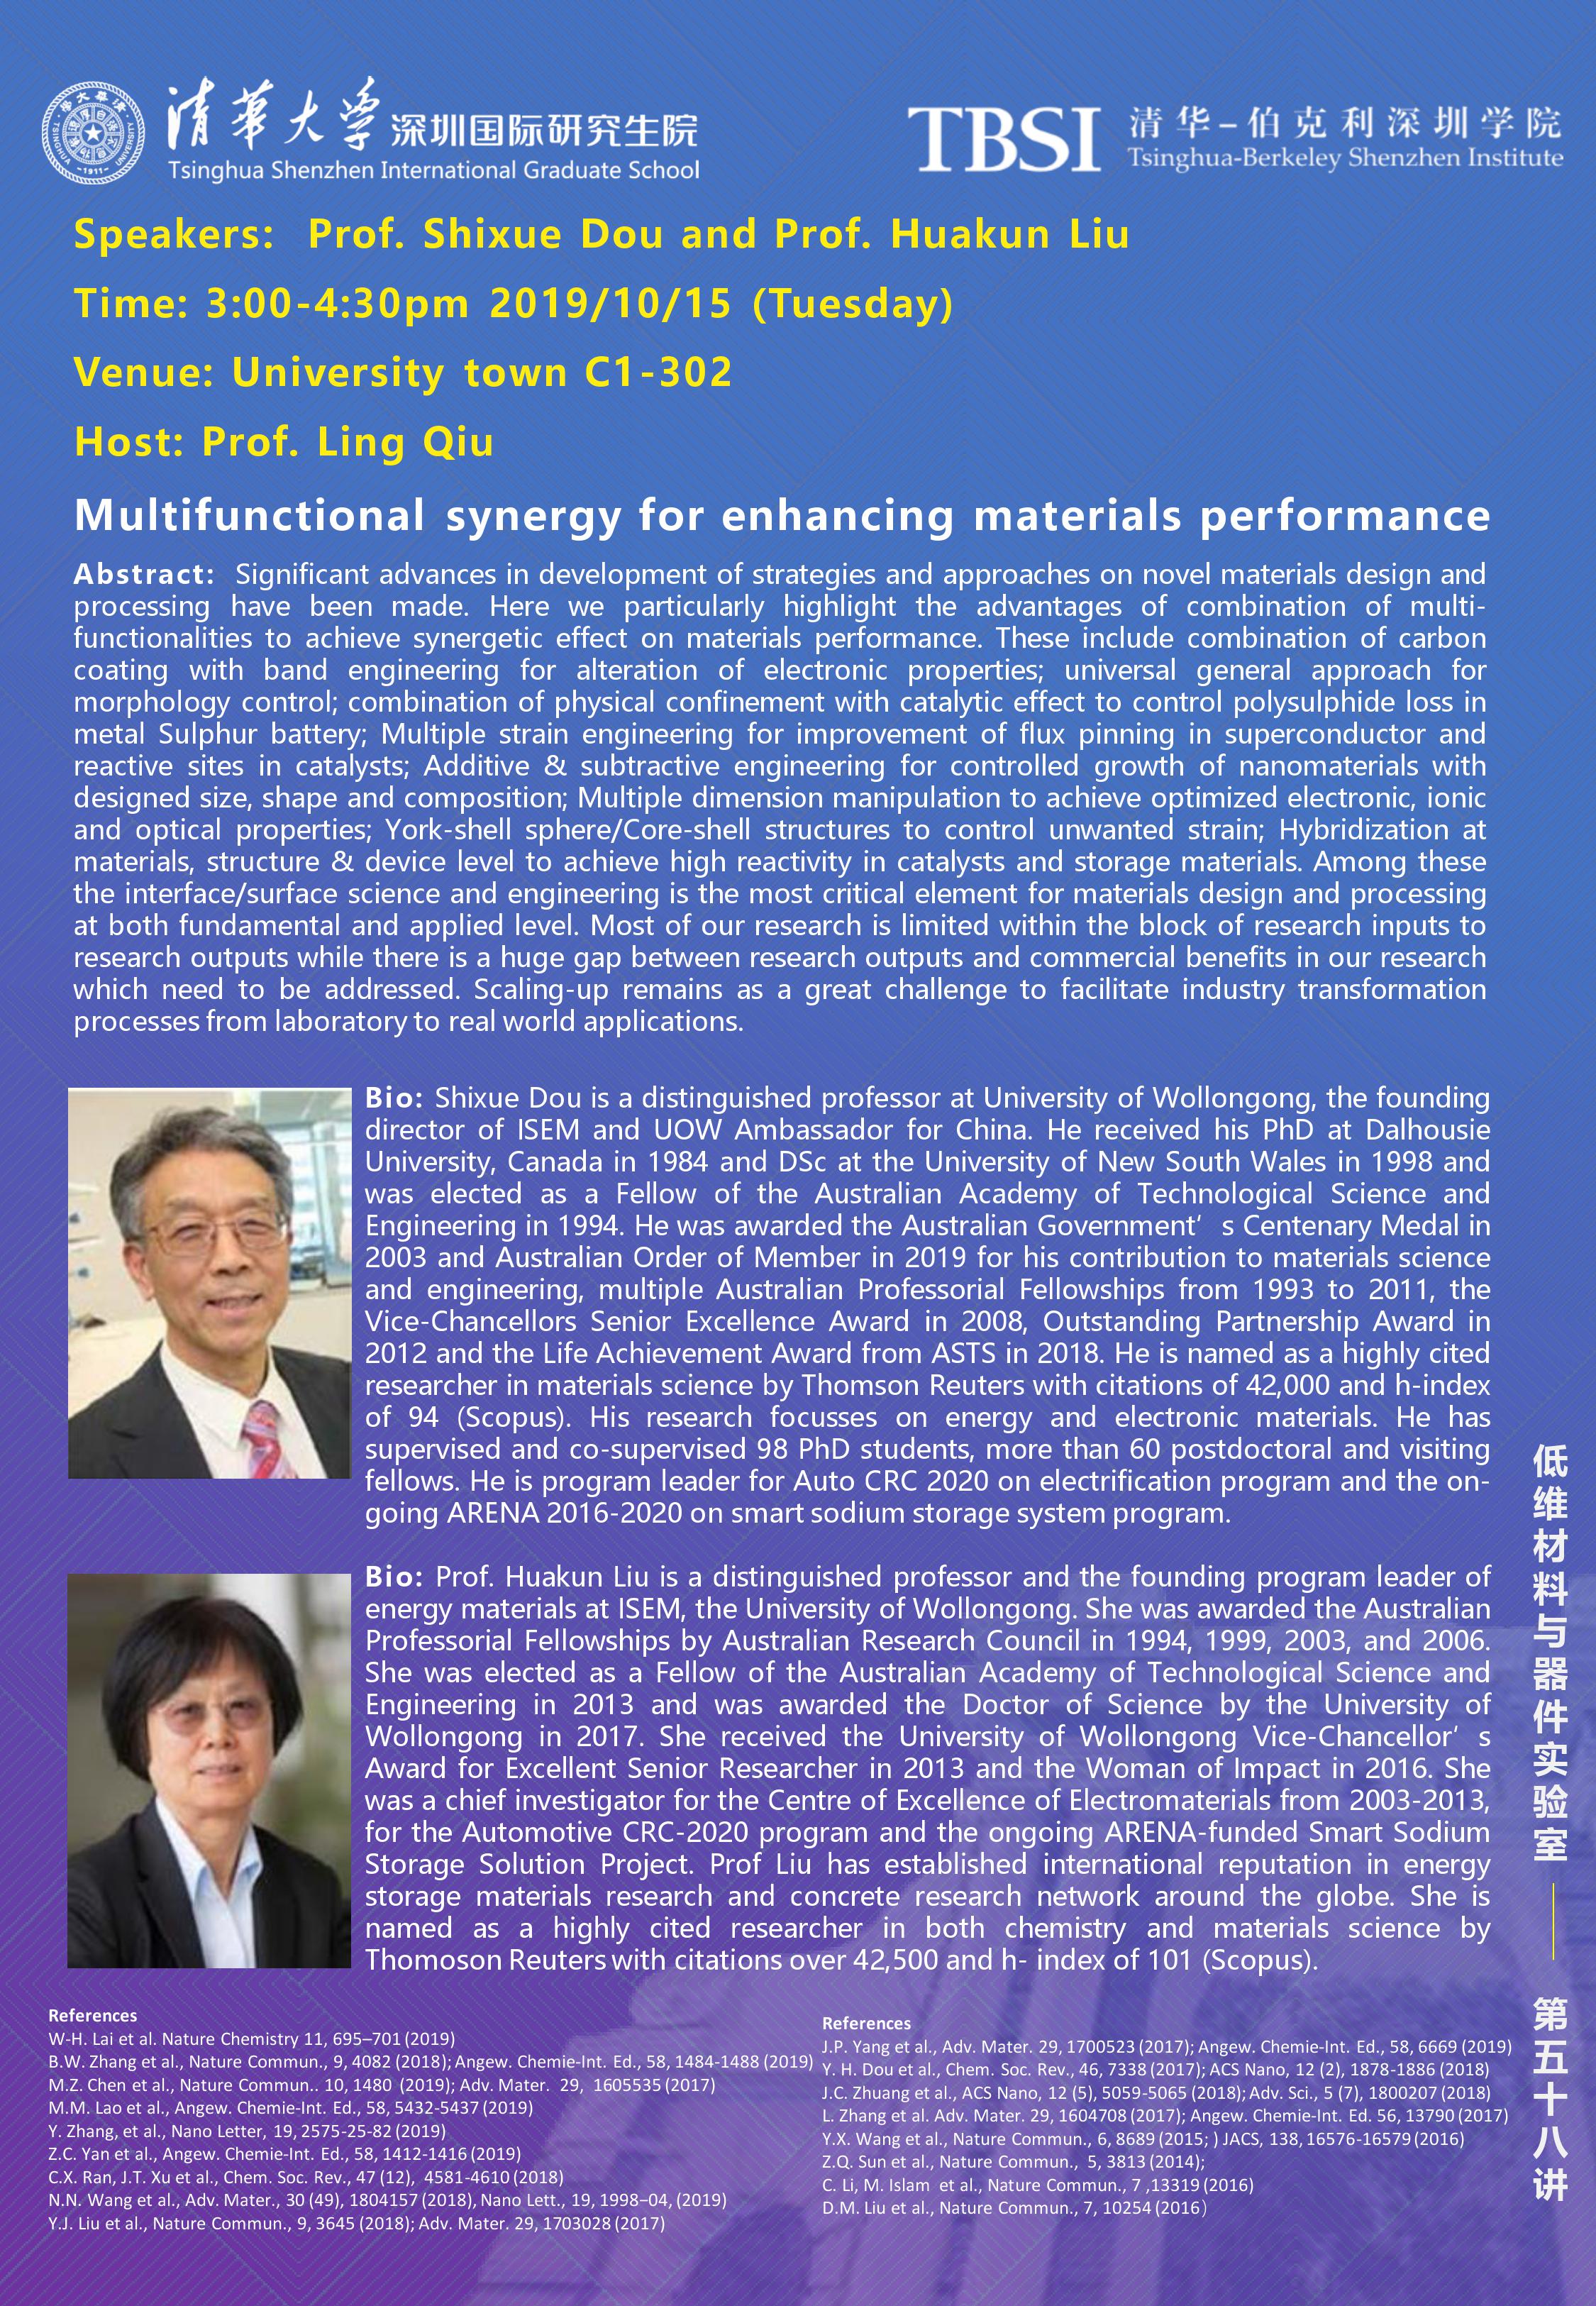 清华大学深圳国际研究生院
Tsinghua Shenzhen International Graduate School
TBSI
清华-伯克利深圳学院
Tsinghua-Berkeley Shenzhen Institute
Speakers: Prof. Shixue Dou and Prof. Huakun Liu
Time: 3:00-4:30pm 2019/10/15 (Tuesday)
Venue: University town C1-302
Host: Prof. Ling Qiu
Multifunctional synergy for enhancing materials performance
Abstract: Significant advances in development of strategies and approaches on novel materials design and
processing have been made. Here we particularly highlight the advantages of combination of multi-
functionalities to achieve synergetic effect on materials performance. These include combination of carbon
coating with band engineering for alteration of electronic properties; universal general approach for
morphology control; combination of physical confinement with catalytic effect to control polysulphide loss in
metal Sulphur battery; Multiple strain engineering for improvement of flux pinning in superconductor and
reactive sites in catalysts; Additive & subtractive engineering for controlled growth of nanomaterials with
designed size, shape and composition; Multiple dimension manipulation to achieve optimized electronic, ionic
and optical properties; York-shell sphere/Core-shell structures to control unwanted strain; Hybridization at
materials, structure & device level to achieve high reactivity in catalysts and storage materials. Among these
the interface/surface science and engineering is the most critical element for materials design and processing
at both fundamental and applied level. Most of our research is limited within the block of research inputs to
research outputs while there is a huge gap between research outputs and commercial benefits in our research
which need to be addressed. Scaling-up remains as a great challenge to facilitate industry transformation
processes from laboratory to real world applications.
Bio: Shixue Dou is a distinguished professor at University of Wollongong, the founding
director of ISEM and UOW Ambassador for China. He received his PhD at Dalhousie
University, Canada in 1984 and DSc at the University of New South Wales in 1998 and
was elected as a Fellow of the Australian Academy of Technological Science and
Engineering in 1994. He was awarded the Australian Government' s Centenary Medal in
2003 and Australian Order of Member in 2019 for his contribution to materials science
and engineering, multiple Australian Professorial Fellowships from 1993 to 2011, the
Vice-Chancellors Senior Excellence Award in 2008, Outstanding Partnership Award in
2012 and the Life Achievement Award from ASTS in 2018. He is named as a highly cited
researcher in materials science by Thomson Reuters with citations of 42,000 and h-index
of 94 (Scopus). His research focusses on energy and electronic materials. He has
supervised and co-supervised 98 PhD students, more than 60 postdoctoral and visiting
fellows. He is program leader for Auto CRC 2020 on electrification program and the on-
going ARENA 2016-2020 on smart sodium storage system program.
Bio: Prof. Huakun Liu is a distinguished professor and the founding program leader of
energy materials at ISEM, the University of Wollongong. She was awarded the Australian
Professorial Fellowships by Australian Research Council in 1994, 1999, 2003, and 2006.
She was elected as a Fellow of the Australian Academy of Technological Science and
Engineering in 2013 and was awarded the Doctor of Science by the University of
Wollongong in 2017. She received the University of Wollongong Vice-Chancellor' s
Award for Excellent Senior Researcher in 2013 and the Woman of Impact in 2016. She
was a chief investigator for the Centre of Excellence of Electromaterials from 2003-2013,
for the Automotive CRC-2020 program and the ongoing ARENA-funded Smart Sodium
Storage Solution Project. Prof Liu has established international reputation in energy
storage materials research and concrete research network around the globe. She is
named as a highly cited researcher in both chemistry and materials science by
Thomoson Reuters with citations over 42,500 and h- index of 101 (Scopus).
References
W-H. Lai et al. Nature Chemistry 11, 695–701 (2019)
B.W. Zhang et al., Nature Commun., 9, 4082 (2018); Angew. Chemie-Int. Ed., 58, 1484-1488 (2019)
M.Z. Chen et al., Nature Commun.. 10, 1480 (2019); Adv. Mater. 29, 1605535 (2017)
M.M. Lao et al., Angew. Chemie-Int. Ed., 58, 5432-5437 (2019)
Y. Zhang, et al., Nano Letter, 19, 2575-25-82 (2019)
Z.C. Yan et al., Angew. Chemie-Int. Ed., 58, 1412-1416 (2019)
C.X. Ran, J.T. Xu et al., Chem. Soc. Rev., 47 (12), 4581-4610 (2018)
N.N. Wang et al., Adv. Mater., 30 (49), 1804157 (2018), Nano Lett., 19, 1998−04, (2019)
Y.J. Liu et al., Nature Commun., 9, 3645 (2018); Adv. Mater. 29, 1703028 (2017)
References
J.P. Yang et al., Adv. Mater. 29, 1700523 (2017); Angew. Chemie-Int. Ed., 58, 6669 (2019)
Y. H. Dou et al., Chem. Soc. Rev., 46, 7338 (2017); ACS Nano, 12 (2), 1878-1886 (2018)
J.C. Zhuang et al., ACS Nano, 12 (5), 5059-5065 (2018); Adv. Sci., 5 (7), 1800207 (2018)
L. Zhang et al. Adv. Mater. 29, 1604708 (2017); Angew. Chemie-Int. Ed. 56, 13790 (2017)
Y.X. Wang et al., Nature Commun., 6, 8689 (2015; ) JACS, 138, 16576-16579 (2016)
Z.Q. Sun et al., Nature Commun., 5, 3813 (2014);
C. Li, M. Islam et al., Nature Commun., 7 ,13319 (2016)
D.M. Liu et al., Nature Commun., 7, 10254 (2016)
低维材料与器件实验室——第五十八讲